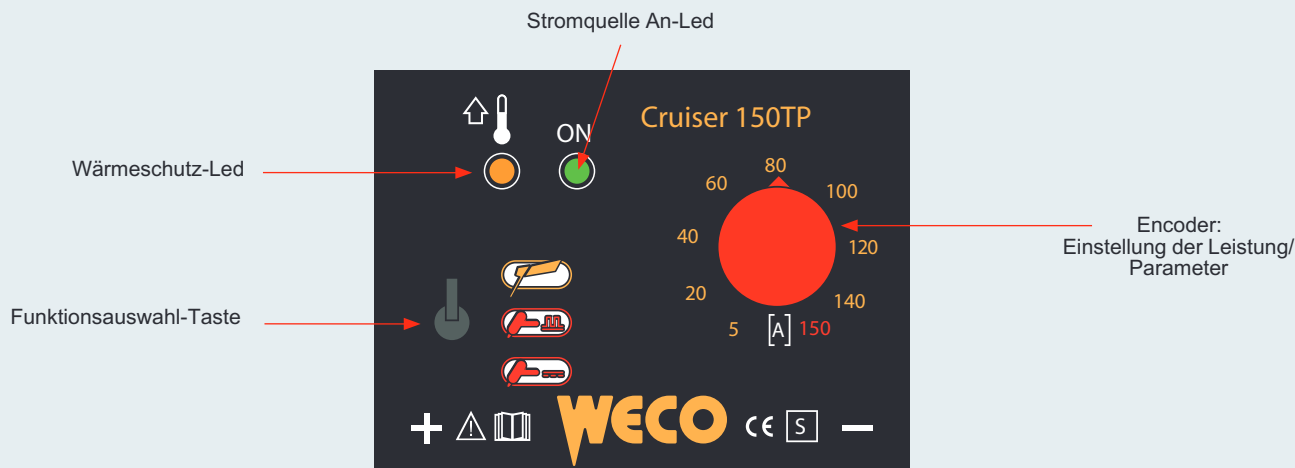 Stromquelle An-Led
Cruiser 150TP
ON
Wärmeschutz-Led
80
60
100
Encoder:
Einstellung der Leistung/
Parameter
40
120
20
140
Funktionsauswahl-Taste
5
[A]
150
+
WECO
CE
S
−